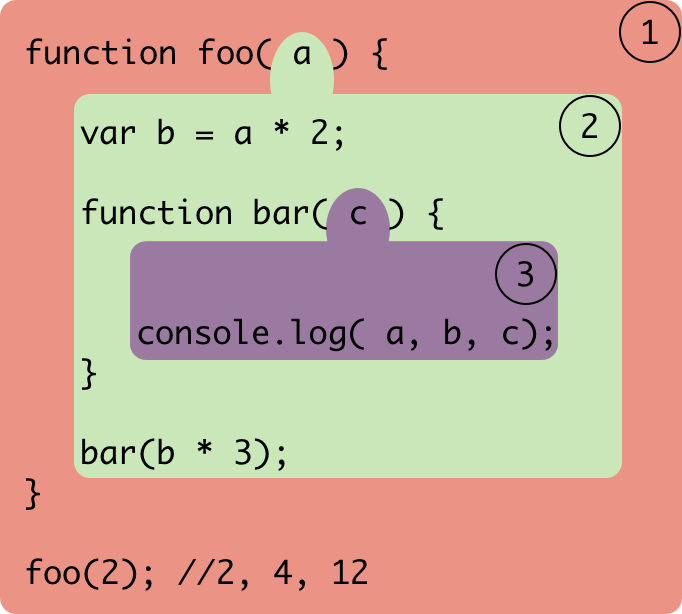 function foo( a ) { 1
var b = a * 2; 2
function bar( c ) {
3
console.log( a, b, c);
}
bar(b * 3);
}
foo(2); //2, 4, 12